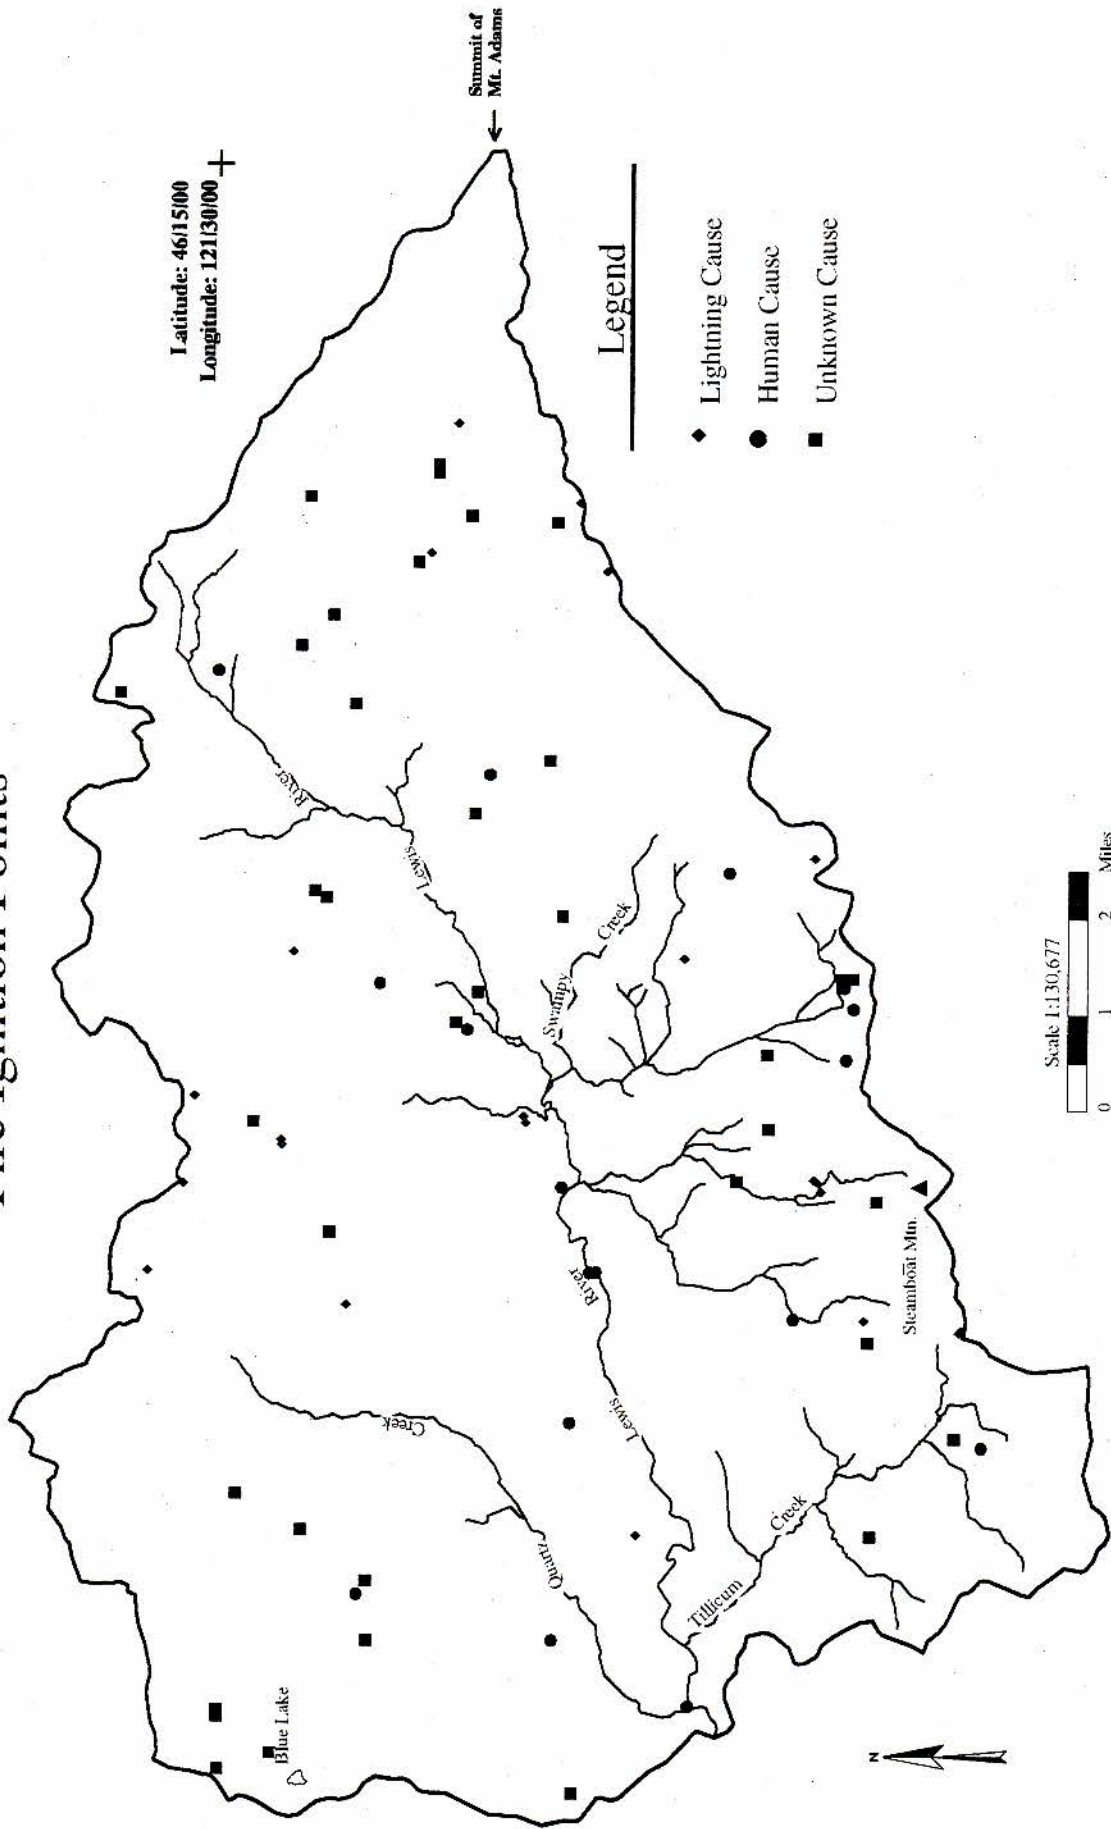 Fire Ignition Points
Latitude: 46/15/00
Longitude: 121/30/00
Summit of
Mt. Adams
Legend
Lightning Cause
Human Cause
Unknown Cause
River
Lewis
Creek
Swampy
River
Lewis
Creek
Quartz
Creek
Tillicum
Blue Lake
Steamboat Mtn.
Scale 1:130,677
0 1 2 Miles
N